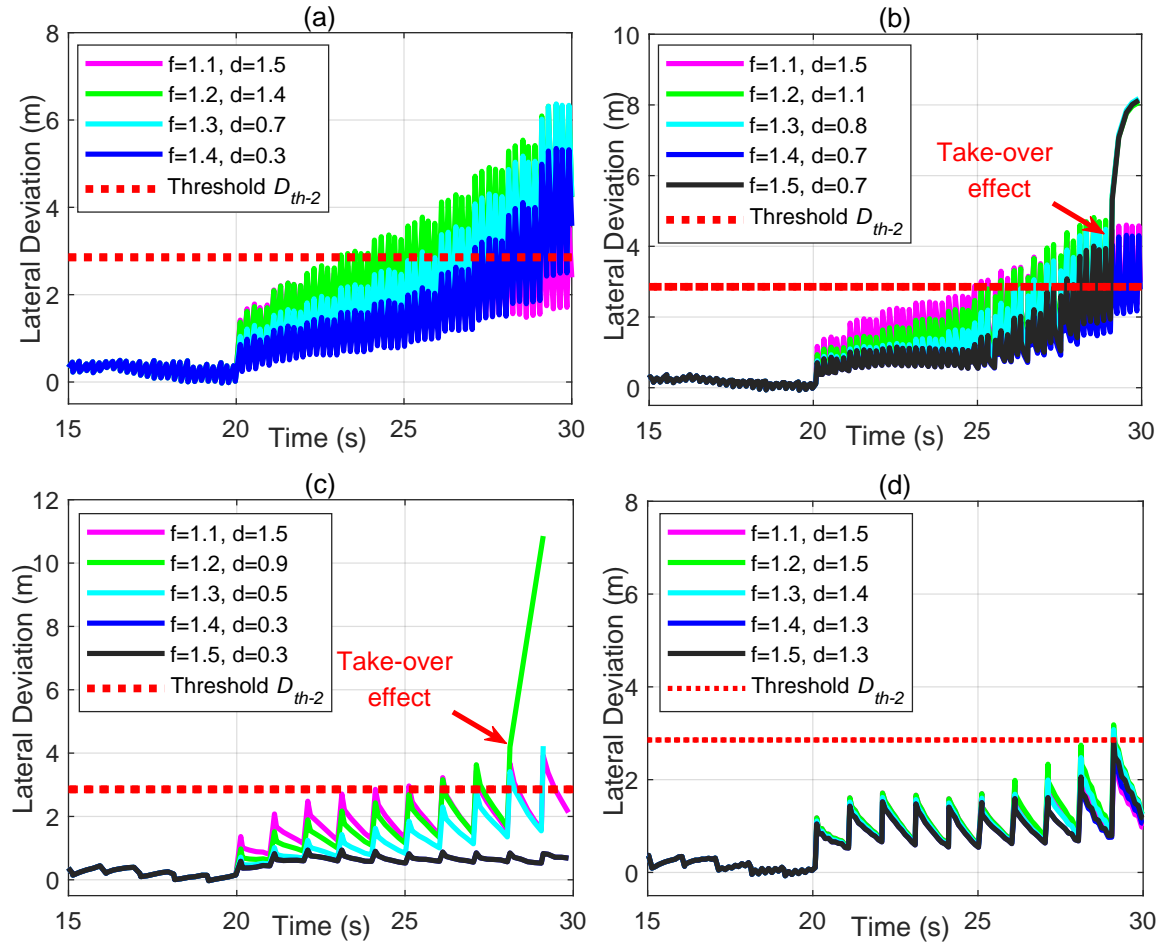 (a)
8
6
4
2
0
15
20
25
30
Lateral Deviation (m)
Time (s)
f=1.1, d=1.5
f=1.2, d=1.4
f=1.3, d=0.7
f=1.4, d=0.3
Threshold D_th-2
(b)
10
8
6
4
2
0
15
20
25
30
Lateral Deviation (m)
Time (s)
f=1.1, d=1.5
f=1.2, d=1.1
f=1.3, d=0.8
f=1.4, d=0.7
f=1.5, d=0.7
Threshold D_th-2
Take-over
effect
(c)
12
10
8
6
4
2
0
15
20
25
30
Lateral Deviation (m)
Time (s)
f=1.1, d=1.5
f=1.2, d=0.9
f=1.3, d=0.5
f=1.4, d=0.3
f=1.5, d=0.3
Threshold D_th-2
Take-over
effect
(d)
8
6
4
2
0
15
20
25
30
Lateral Deviation (m)
Time (s)
f=1.1, d=1.5
f=1.2, d=1.5
f=1.3, d=1.4
f=1.4, d=1.3
f=1.5, d=1.3
Threshold D_th-2